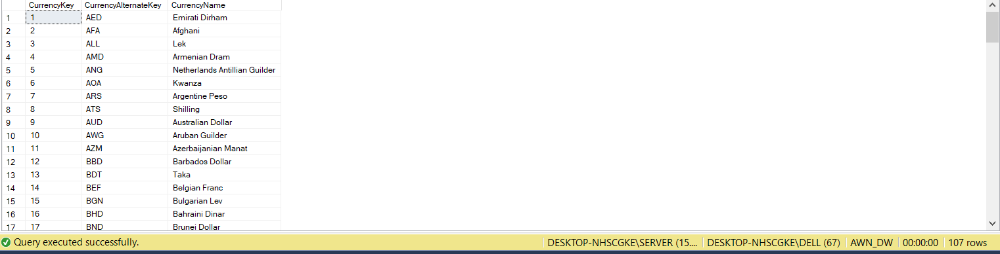 CurrencyKey CurrencyAlternateKey CurrencyName
1 1 AED Emirati Dirham
2 2 AFA Afghani
3 3 ALL Lek
4 4 AMD Armenian Dram
5 5 ANG Netherlands Antillian Guilder
6 6 AOA Kwanza
7 7 ARS Argentine Peso
8 8 ATS Shilling
9 9 AUD Australian Dollar
10 10 AWG Aruban Guilder
11 11 AZM Azerbaijanian Manat
12 12 BBD Barbados Dollar
13 13 BDT Taka
14 14 BEF Belgian Franc
15 15 BGN Bulgarian Lev
16 16 BHD Bahraini Dinar
17 17 BND Brunei Dollar
Query executed successfully. DESKTOP-NHSCGKE\SERVER (15.... DESKTOP-NHSCGKE\DELL (67) AWN_DW 00:00:00 107 rows